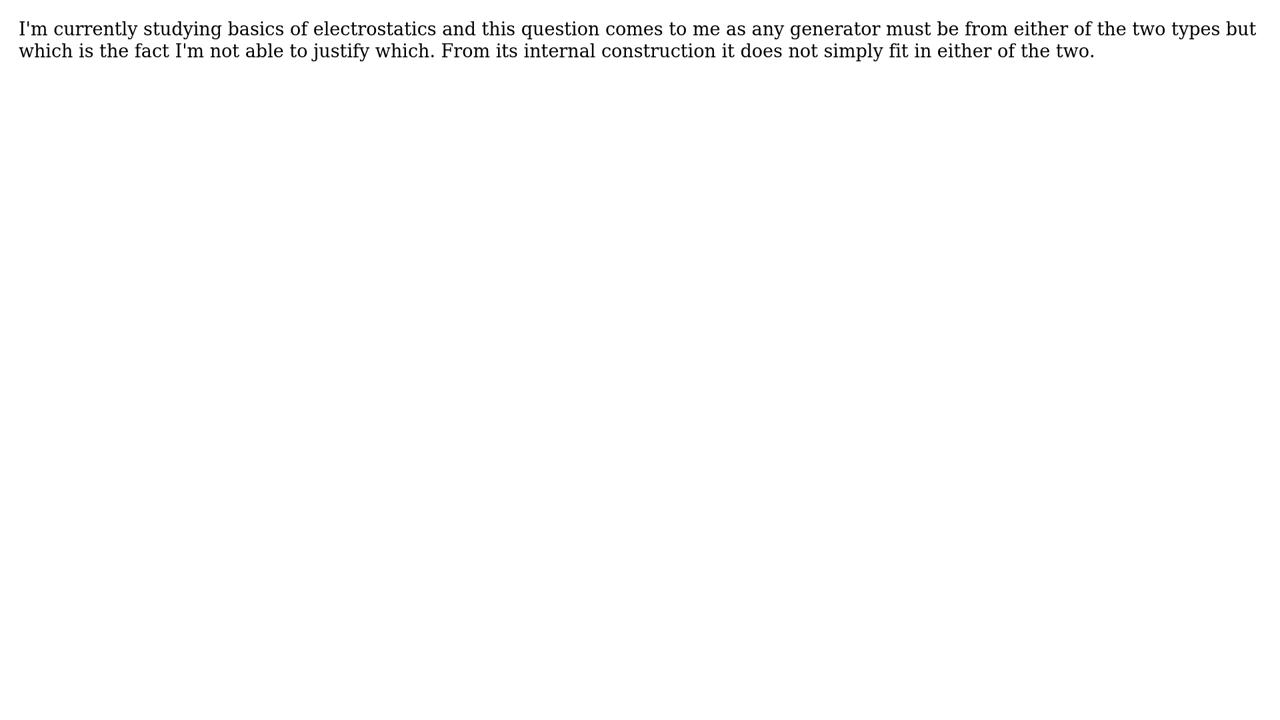 I'm currently studying basics of electrostatics and this question comes to me as any generator must be from either of the two types but
which is the fact I'm not able to justify which. From its internal construction it does not simply fit in either of the two.